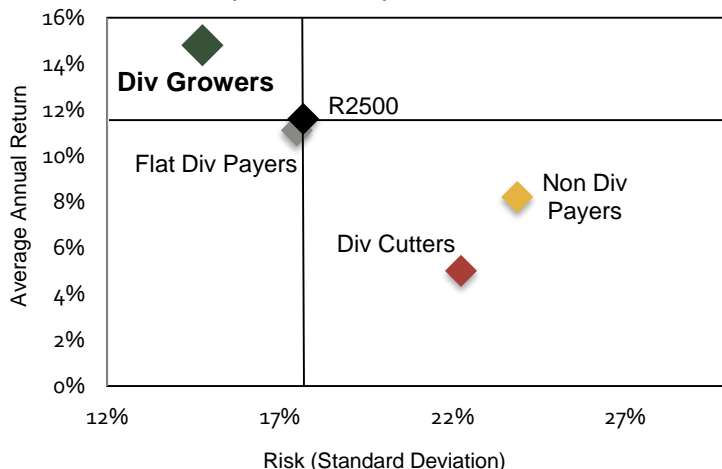 16%
14%
12%
10%
8%
6%
4%
2%
0%
Average Annual Return
Div Growers
R2500
Flat Div Payers
Non Div
Payers
Div Cutters
12%
17%
22%
27%
Risk (Standard Deviation)